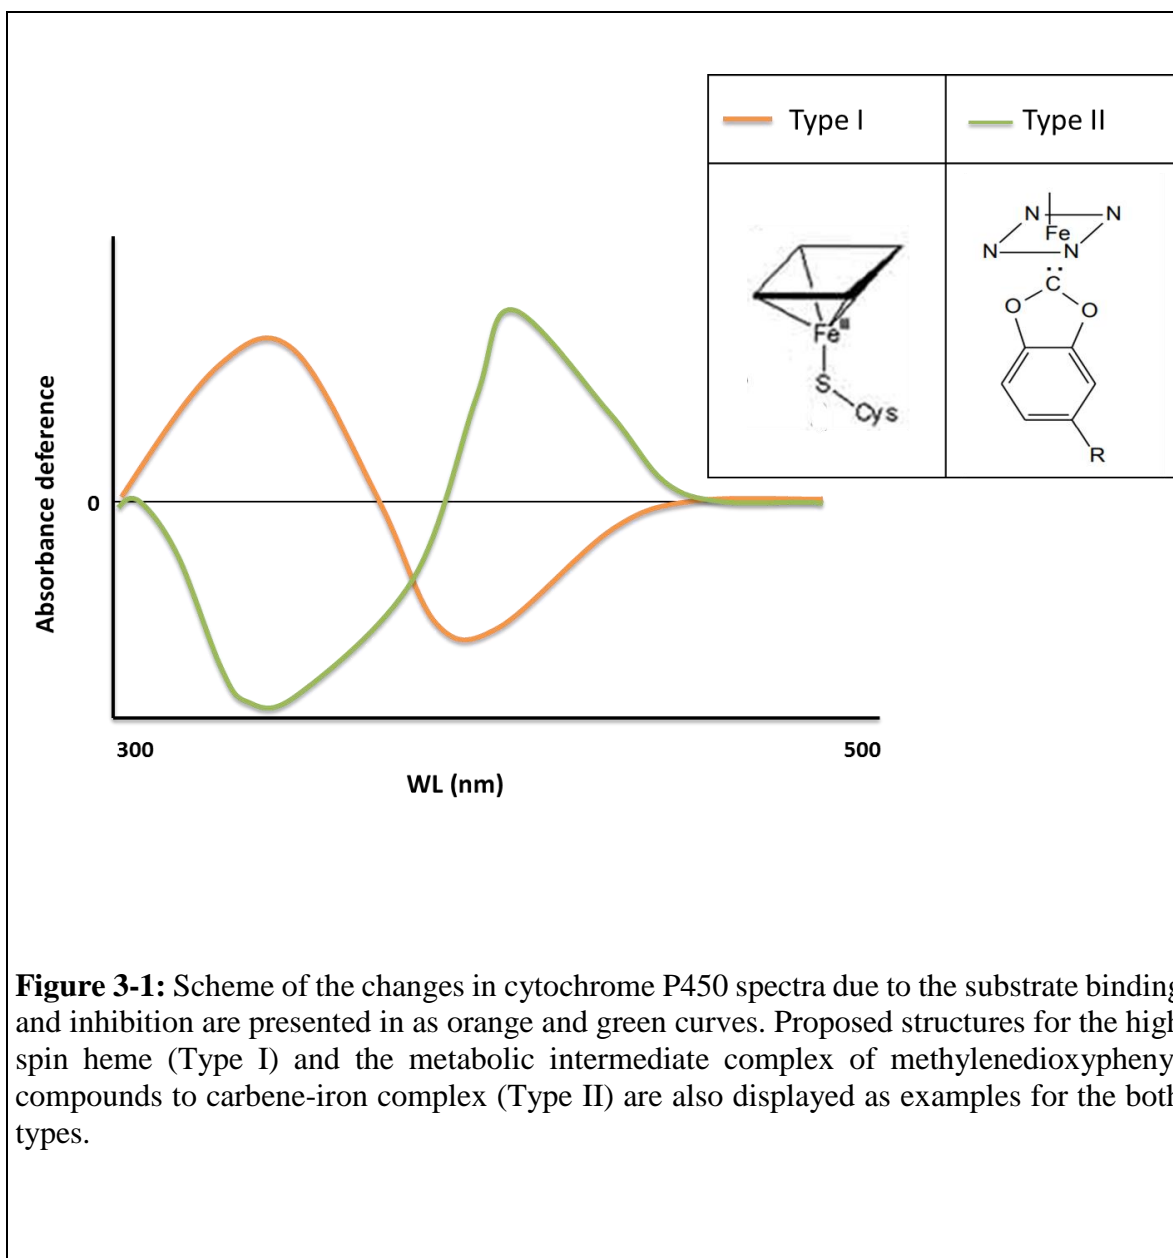 Type I
Type II
Fe III
S
Cys
N
N
Fe
N
N
C
O
O
R
Absorbance deference
0
300
500
WL (nm)
Figure 3-1: Scheme of the changes in cytochrome P450 spectra due to the substrate binding
and inhibition are presented in as orange and green curves. Proposed structures for the high
spin heme (Type I) and the metabolic intermediate complex of methylenedioxypheny
compounds to carbene-iron complex (Type II) are also displayed as examples for the both
types.